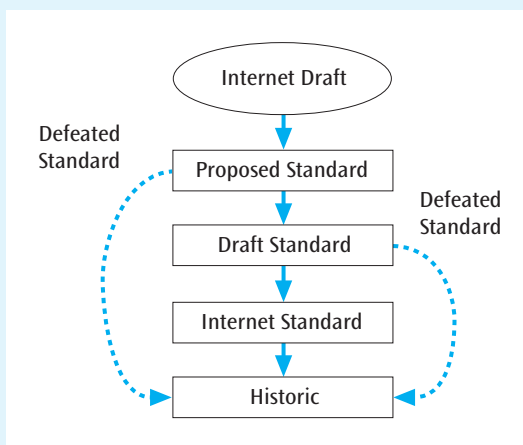 Internet Draft
Defeated
Standard
Proposed Standard
Defeated
Standard
Draft Standard
Internet Standard
Historic